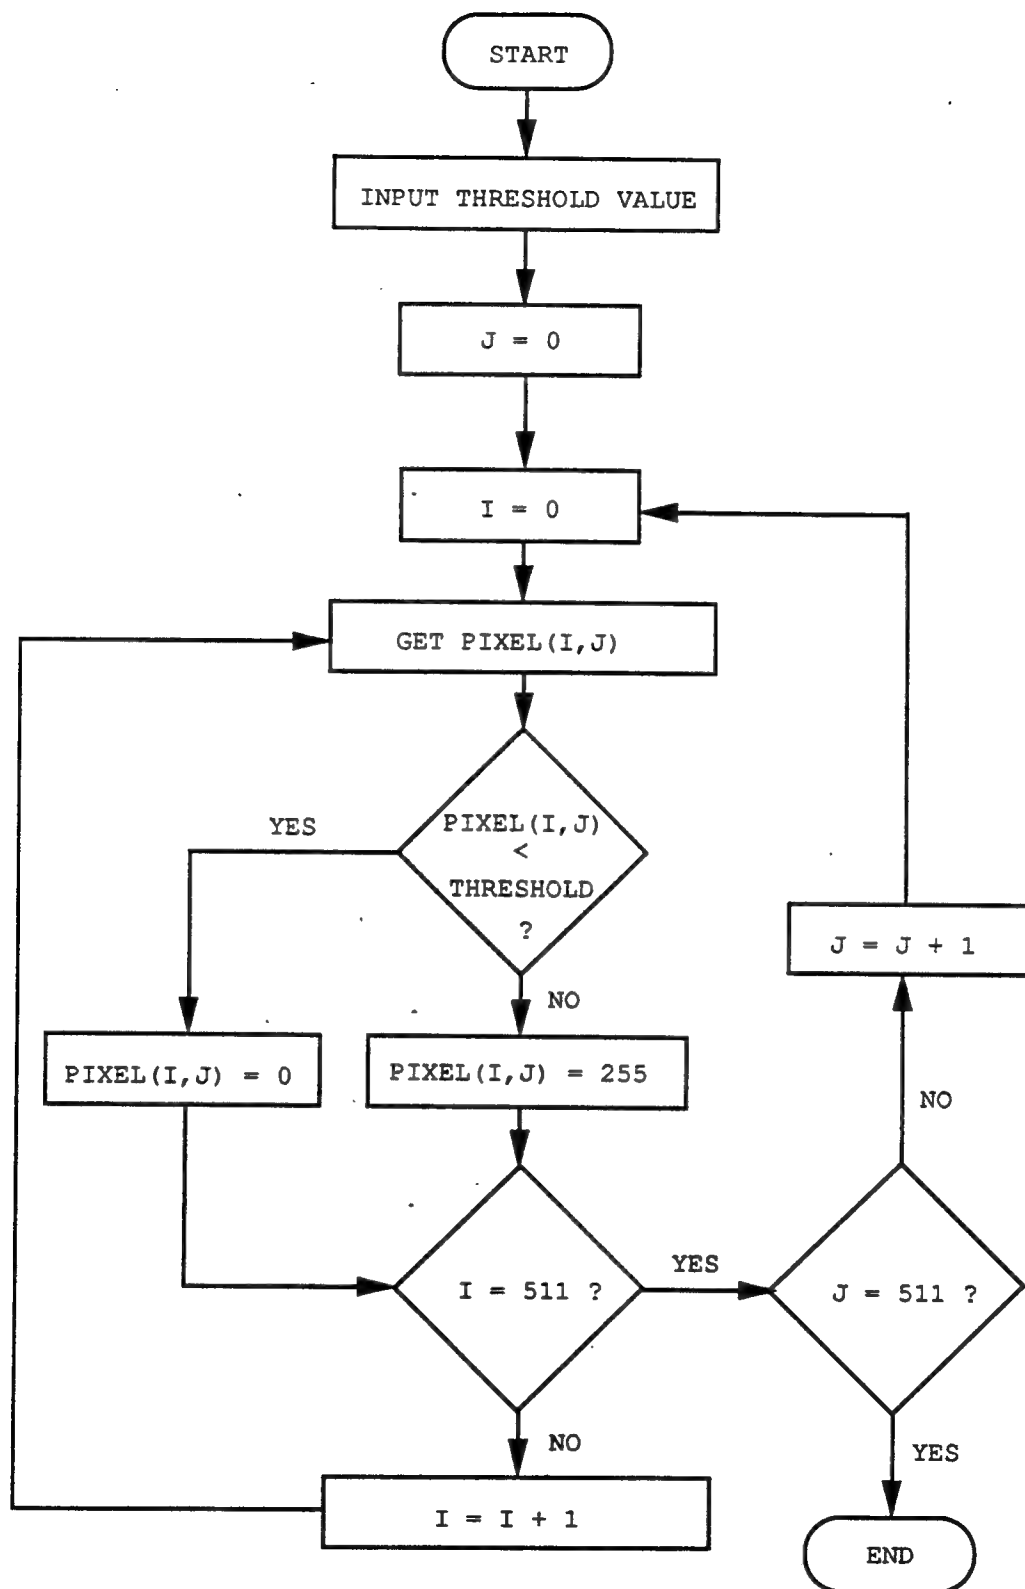 START
INPUT THRESHOLD VALUE
J = 0
I = 0
GET PIXEL(I,J)
PIXEL(I,J)
<
THRESHOLD
?
YES
NO
PIXEL(I,J) = 0
PIXEL(I,J) = 255
I = 511 ?
YES
J = 511 ?
NO
J = J + 1
NO
I = I + 1
YES
END